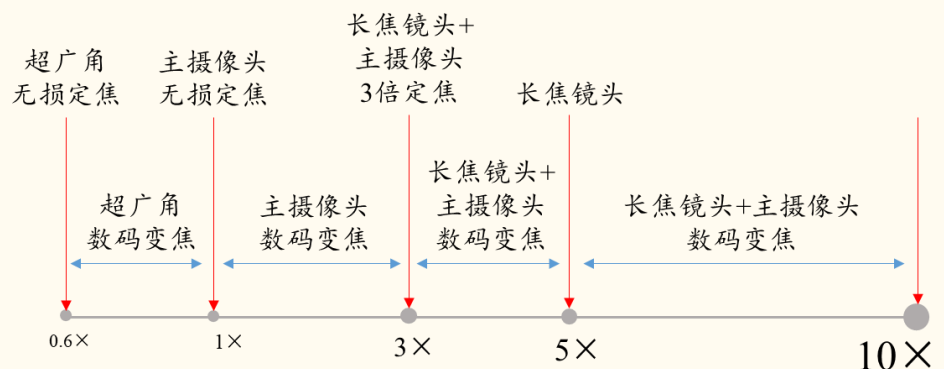 超广角
无损定焦
主摄像头
无损定焦
长焦镜头+
主摄像头
3倍定焦
长焦镜头
超广角
数码变焦
主摄像头
数码变焦
长焦镜头+
主摄像头
数码变焦
长焦镜头+主摄像头
数码变焦
0.6×
1×
3×
5×
10×